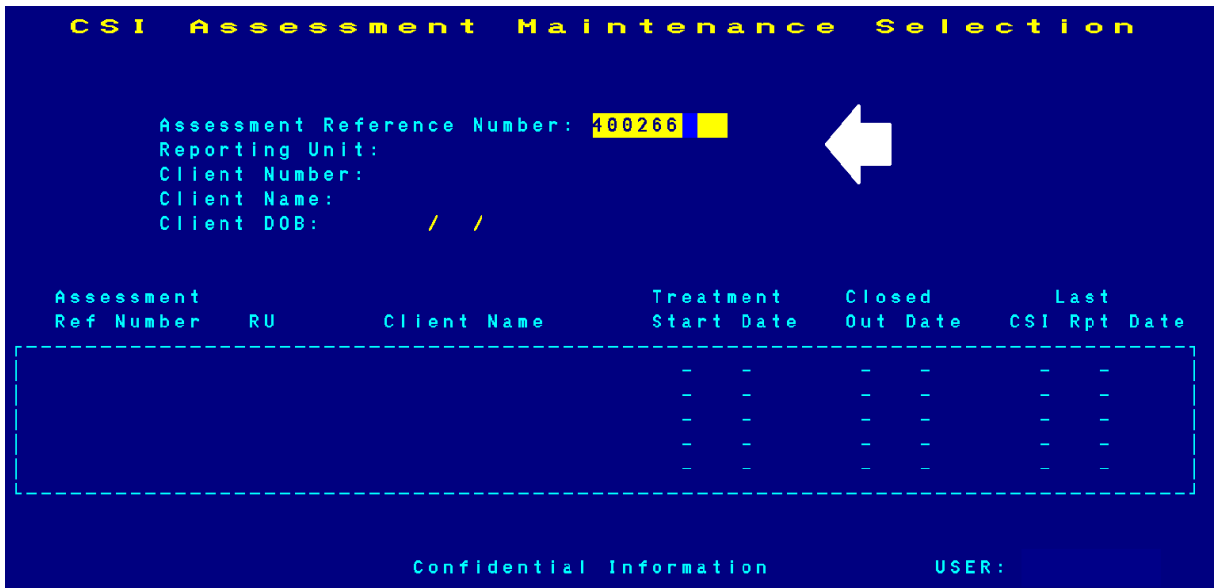 CSI Assessment Maintenance Selection
Assessment Reference Number: 400266
Reporting Unit:
Client Number:
Client Name:
Client DOB: / /
Assessment Treatment Closed Last
Ref Number RU Client Name Start Date Out Date CSI Rpt Date
- - - - - -
- - - - - -
- - - - - -
- - - - - -
- - - - - -
Confidential Information USER: